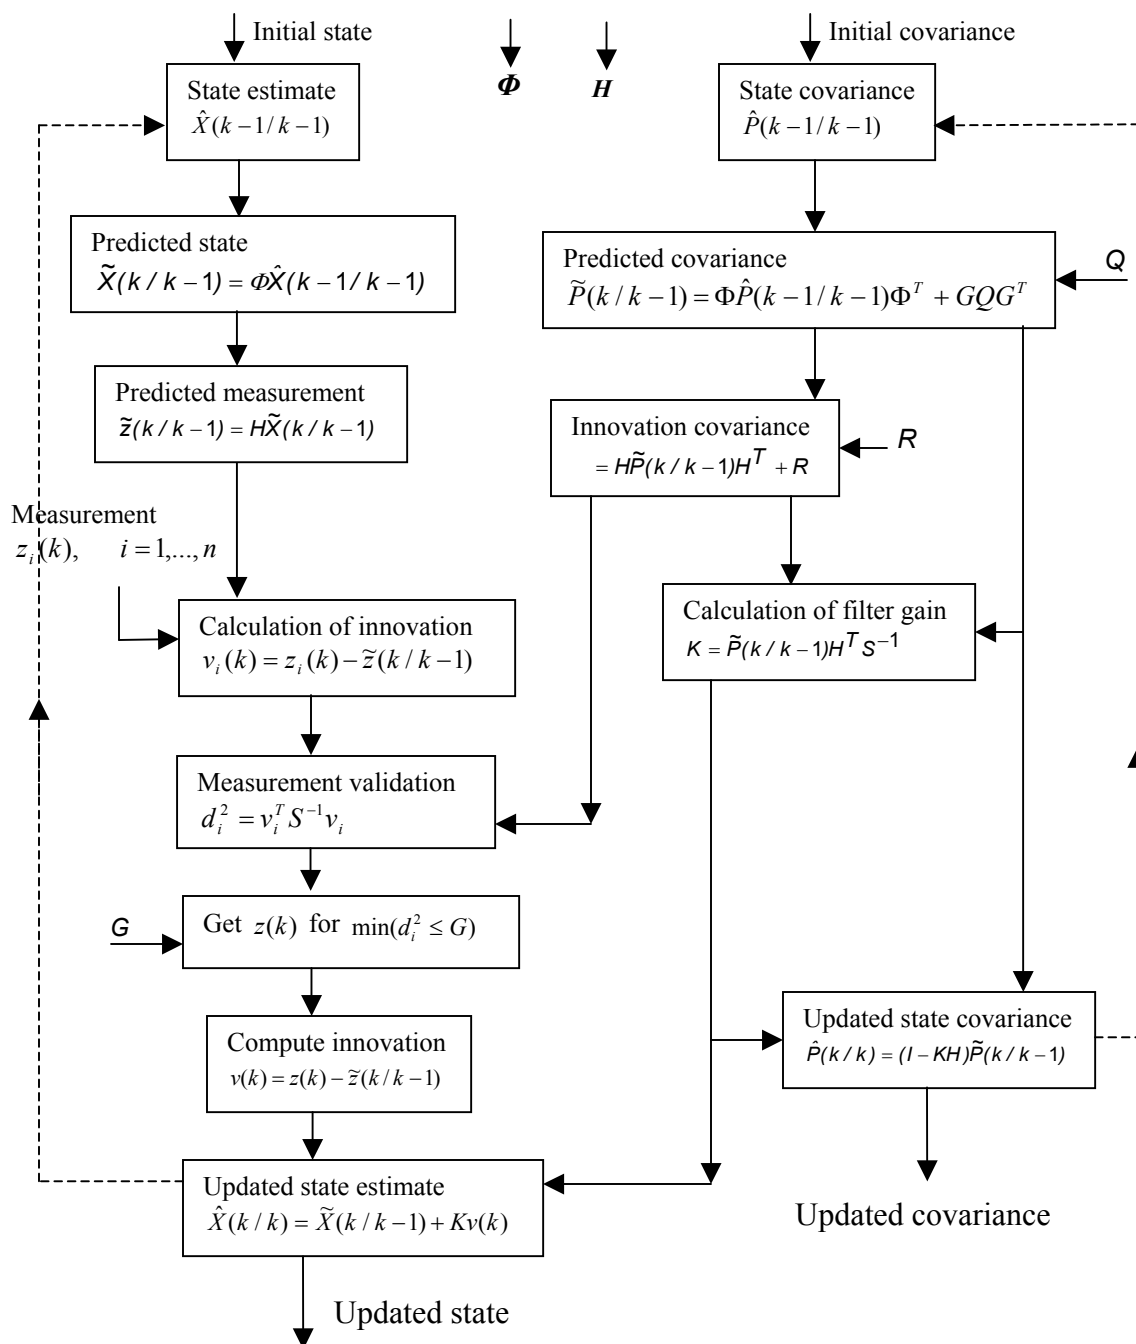 Initial state
Φ
H
Initial covariance
State estimate
X̂(k−1/k−1)
State covariance
P̂(k−1/k−1)
Predicted state
X̃(k/k−1) = ΦX̂(k−1/k−1)
Predicted covariance
P̃(k/k−1) = ΦP̂(k−1/k−1)Φ^T + GQG^T
Q
Predicted measurement
z̃(k/k−1) = HX̃(k/k−1)
Innovation covariance
= HP̃(k/k−1)H^T + R
R
Measurement
z_i(k), i = 1,...,n
Calculation of innovation
v_i(k) = z_i(k) − z̃(k/k−1)
Calculation of filter gain
K = P̃(k/k−1)H^T S^−1
Measurement validation
d_i^2 = v_i^T S^−1 v_i
G
Get z(k) for min(d_i^2 ≤ G)
Compute innovation
v(k) = z(k) − z̃(k/k−1)
Updated state covariance
P̂(k/k) = (I − KH)P̃(k/k−1)
Updated state estimate
X̂(k/k) = X̃(k/k−1) + Kv(k)
Updated covariance
Updated state